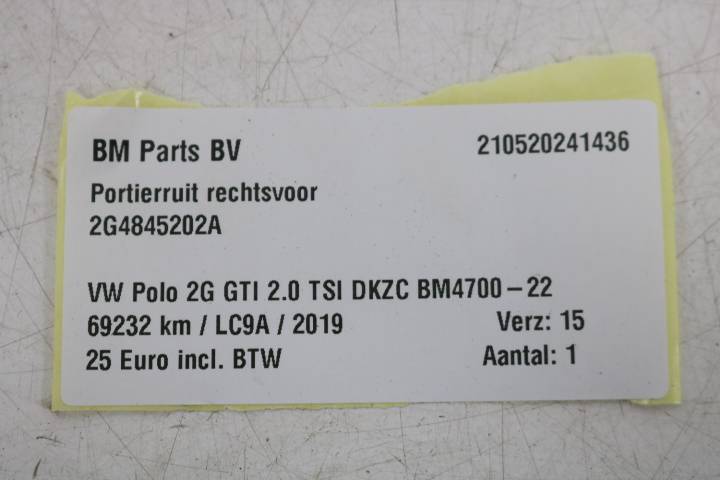 BM Parts BV 210520241436
Portierruit rechtsvoor
2G4845202A
VW Polo 2G GTI 2.0 TSI DKZC BM4700-22
69232 km / LC9A / 2019 Verz: 15
25 Euro incl. BTW Aantal: 1